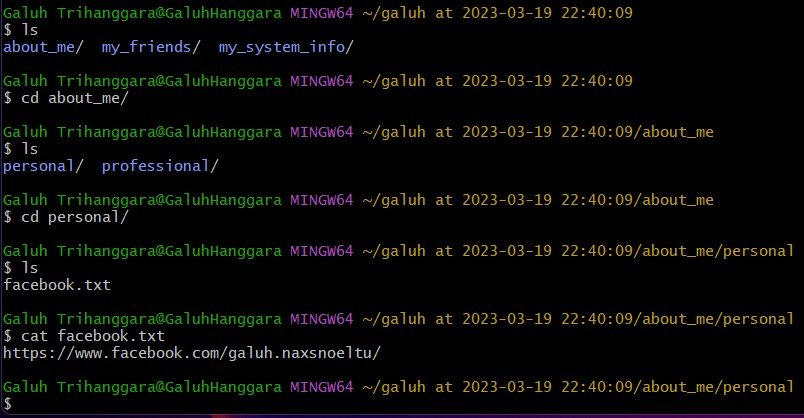 Galuh Trihanggara@GaluhHanggara MINGW64 ~/galuh at 2023-03-19 22:40:09
$ ls
about_me/  my_friends/  my_system_info/
Galuh Trihanggara@GaluhHanggara MINGW64 ~/galuh at 2023-03-19 22:40:09
$ cd about_me/
Galuh Trihanggara@GaluhHanggara MINGW64 ~/galuh at 2023-03-19 22:40:09/about_me
$ ls
personal/  professional/
Galuh Trihanggara@GaluhHanggara MINGW64 ~/galuh at 2023-03-19 22:40:09/about_me
$ cd personal/
Galuh Trihanggara@GaluhHanggara MINGW64 ~/galuh at 2023-03-19 22:40:09/about_me/personal
$ ls
facebook.txt
Galuh Trihanggara@GaluhHanggara MINGW64 ~/galuh at 2023-03-19 22:40:09/about_me/personal
$ cat facebook.txt
https://www.facebook.com/galuh.naxsnoeltu/
Galuh Trihanggara@GaluhHanggara MINGW64 ~/galuh at 2023-03-19 22:40:09/about_me/personal
$